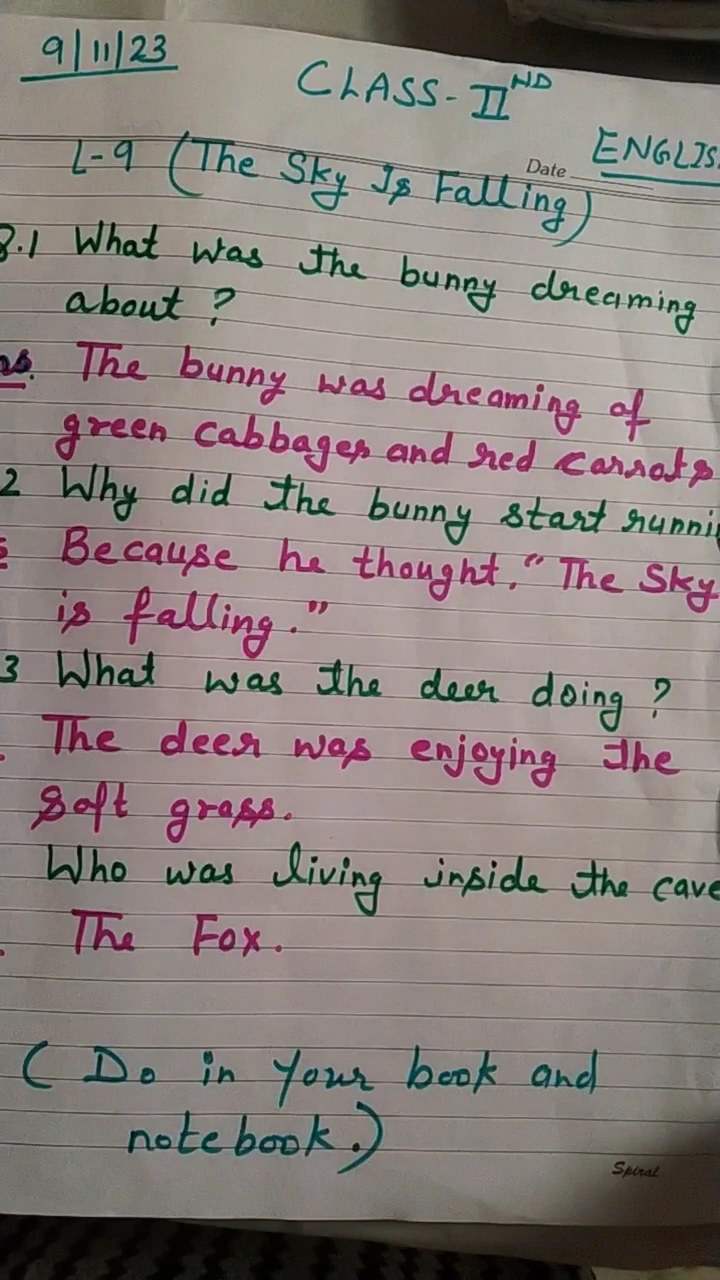 9/11/23
CLASS-II ND
ENGLIS
Date
L-9 (The Sky Is Falling)
Q.1 What was the bunny dreaming
about ?
ns. The bunny was dreaming of
green cabbages and red carrots
2 Why did the bunny start runni
s Because he thought, "The Sky
is falling."
3 What was the deer doing ?
The deer was enjoying the
soft grass.
Who was living inside the cave
The Fox.
( Do in your book and
notebook.)
Spiral